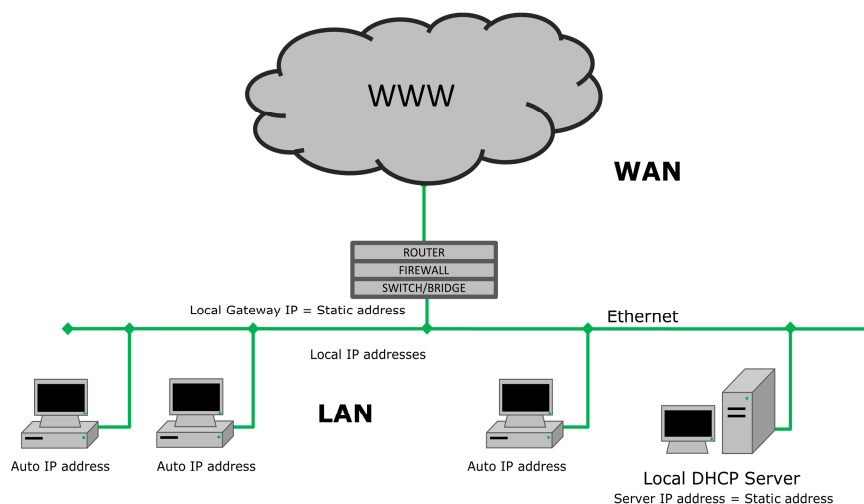 WWW
WAN
ROUTER
FIREWALL
SWITCH/BRIDGE
Local Gateway IP = Static address
Ethernet
Local IP addresses
LAN
Auto IP address
Auto IP address
Auto IP address
Local DHCP Server
Server IP address = Static address